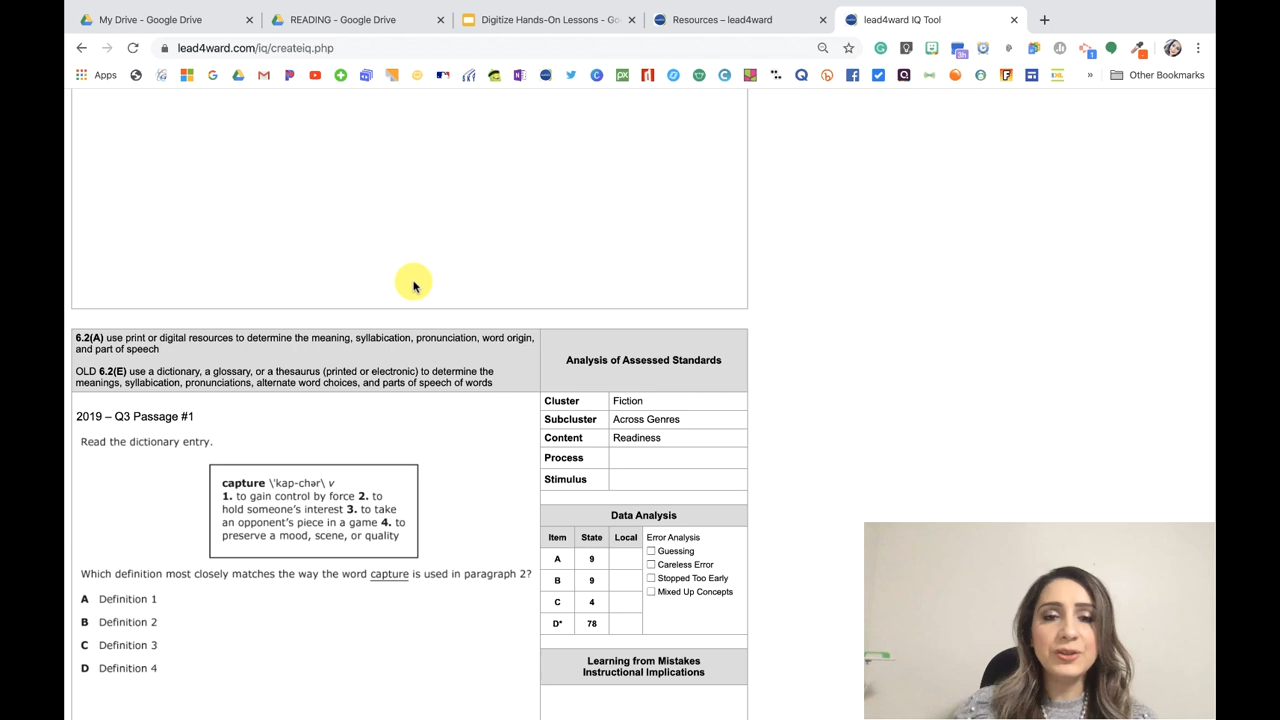 My Drive - Google Drive
READING - Google Drive
Digitize Hands-On Lessons - Go
Resources – lead4ward
lead4ward IQ Tool
lead4ward.com/iq/createiq.php
Apps
Other Bookmarks
6.2(A) use print or digital resources to determine the meaning, syllabication, pronunciation, word origin,
and part of speech
OLD 6.2(E) use a dictionary, a glossary, or a thesaurus (printed or electronic) to determine the
meanings, syllabication, pronunciations, alternate word choices, and parts of speech of words
Analysis of Assessed Standards
2019 – Q3 Passage #1
Read the dictionary entry.
capture \'kap-chər\ v
1. to gain control by force 2. to
hold someone's interest 3. to take
an opponent's piece in a game 4. to
preserve a mood, scene, or quality
Which definition most closely matches the way the word capture is used in paragraph 2?
A Definition 1
B Definition 2
C Definition 3
D Definition 4
Cluster Fiction
Subcluster Across Genres
Content Readiness
Process
Stimulus
Data Analysis
Item State Local Error Analysis
A 9
B 9
C 4
D* 78
Guessing
Careless Error
Stopped Too Early
Mixed Up Concepts
Learning from Mistakes
Instructional Implications